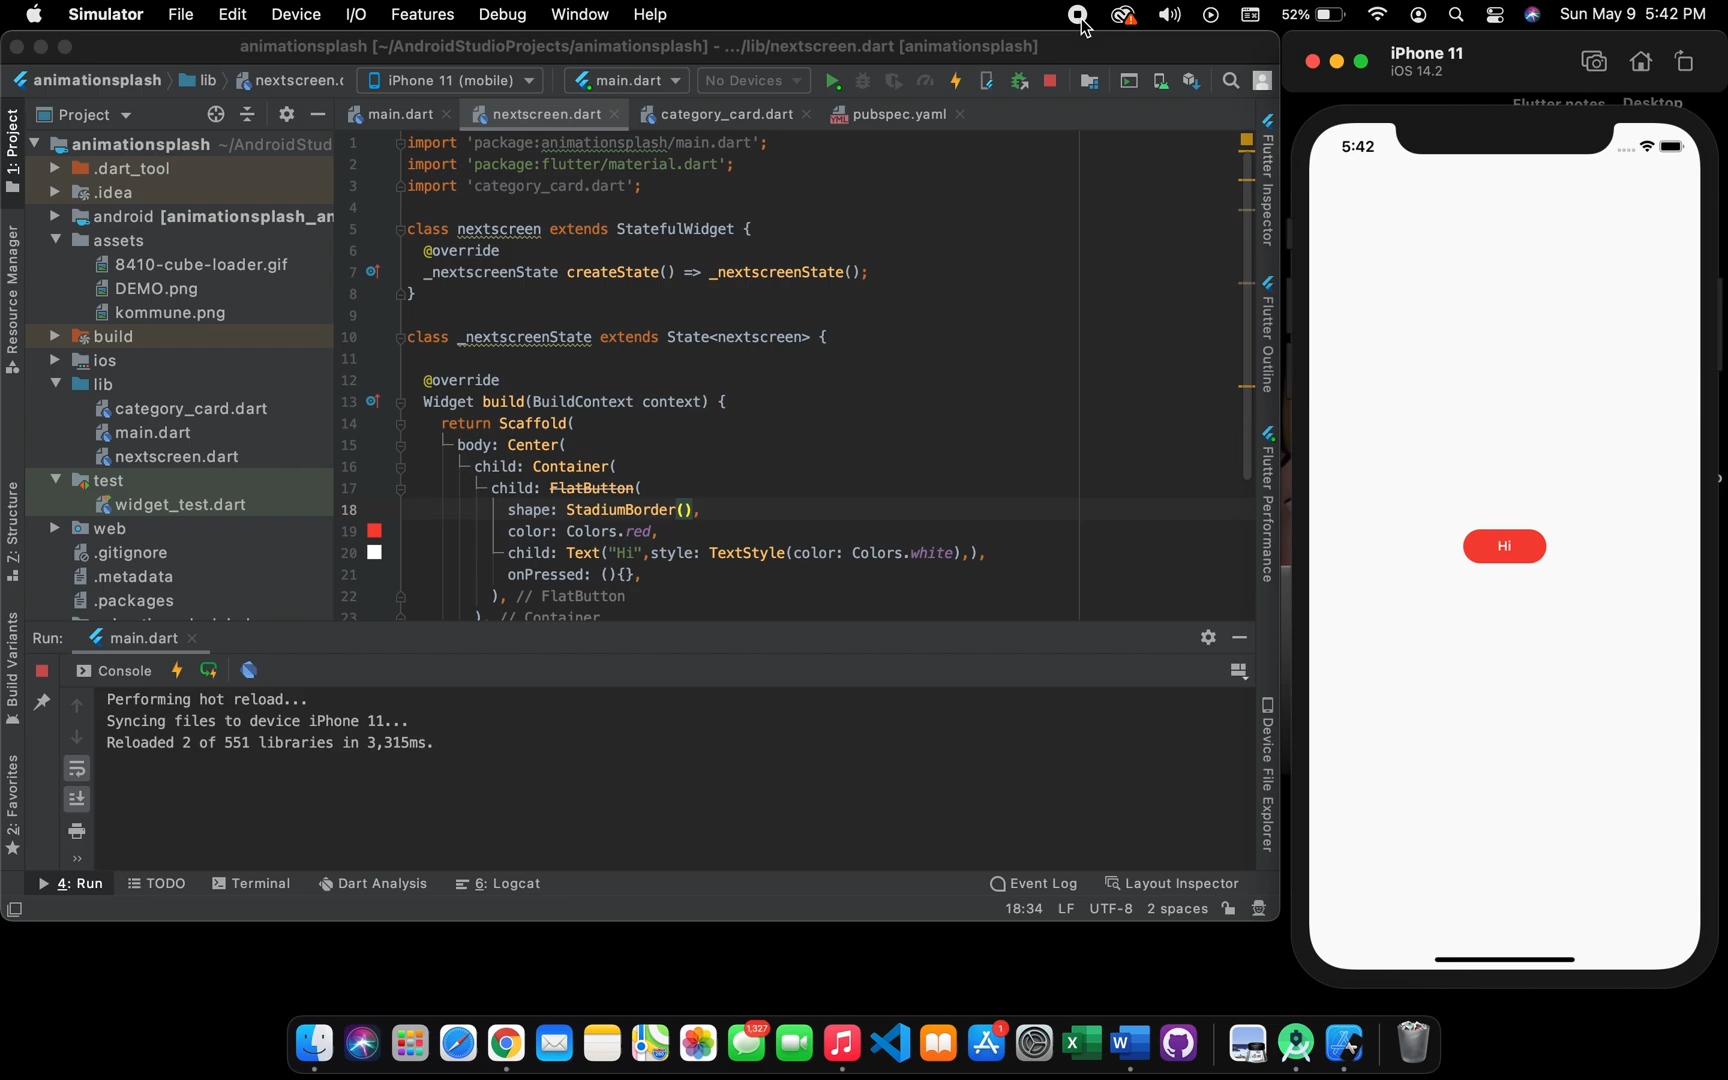 Simulator File Edit Device I/O Features Debug Window Help
52% Sun May 9 5:42 PM
animationsplash [~/AndroidStudioProjects/animationsplash] - .../lib/nextscreen.dart [animationsplash]
animationsplash lib nextscreen.c iPhone 11 (mobile) main.dart No Devices
iPhone 11
iOS 14.2
Flutter notes Desktop
Project
main.dart nextscreen.dart category_card.dart pubspec.yaml
animationsplash ~/AndroidStud
.dart_tool
.idea
android [animationsplash_an
assets
8410-cube-loader.gif
DEMO.png
kommune.png
build
ios
lib
category_card.dart
main.dart
nextscreen.dart
test
widget_test.dart
web
.gitignore
.metadata
.packages
1 import 'package:animationsplash/main.dart';
2 import 'package:flutter/material.dart';
3 import 'category_card.dart';
4
5 class nextscreen extends StatefulWidget {
6 @override
7 _nextscreenState createState() => _nextscreenState();
8 }
9
10 class _nextscreenState extends State<nextscreen> {
11
12 @override
13 Widget build(BuildContext context) {
14 return Scaffold(
15 body: Center(
16 child: Container(
17 child: FlatButton(
18 shape: StadiumBorder(),
19 color: Colors.red,
20 child: Text("Hi",style: TextStyle(color: Colors.white),),
21 onPressed: (){},
22 ), // FlatButton
23 ), // Container
1: Project
Resource Manager
Z: Structure
Build Variants
2: Favorites
Flutter Inspector
Flutter Outline
Flutter Performance
Device File Explorer
5:42
Hi
Run: main.dart
Console
Performing hot reload...
Syncing files to device iPhone 11...
Reloaded 2 of 551 libraries in 3,315ms.
4: Run TODO Terminal Dart Analysis 6: Logcat Event Log Layout Inspector
18:34 LF UTF-8 2 spaces
1,327
1